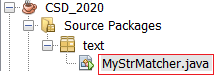 CSD_2020
Source Packages
text
MyStrMatcher.java